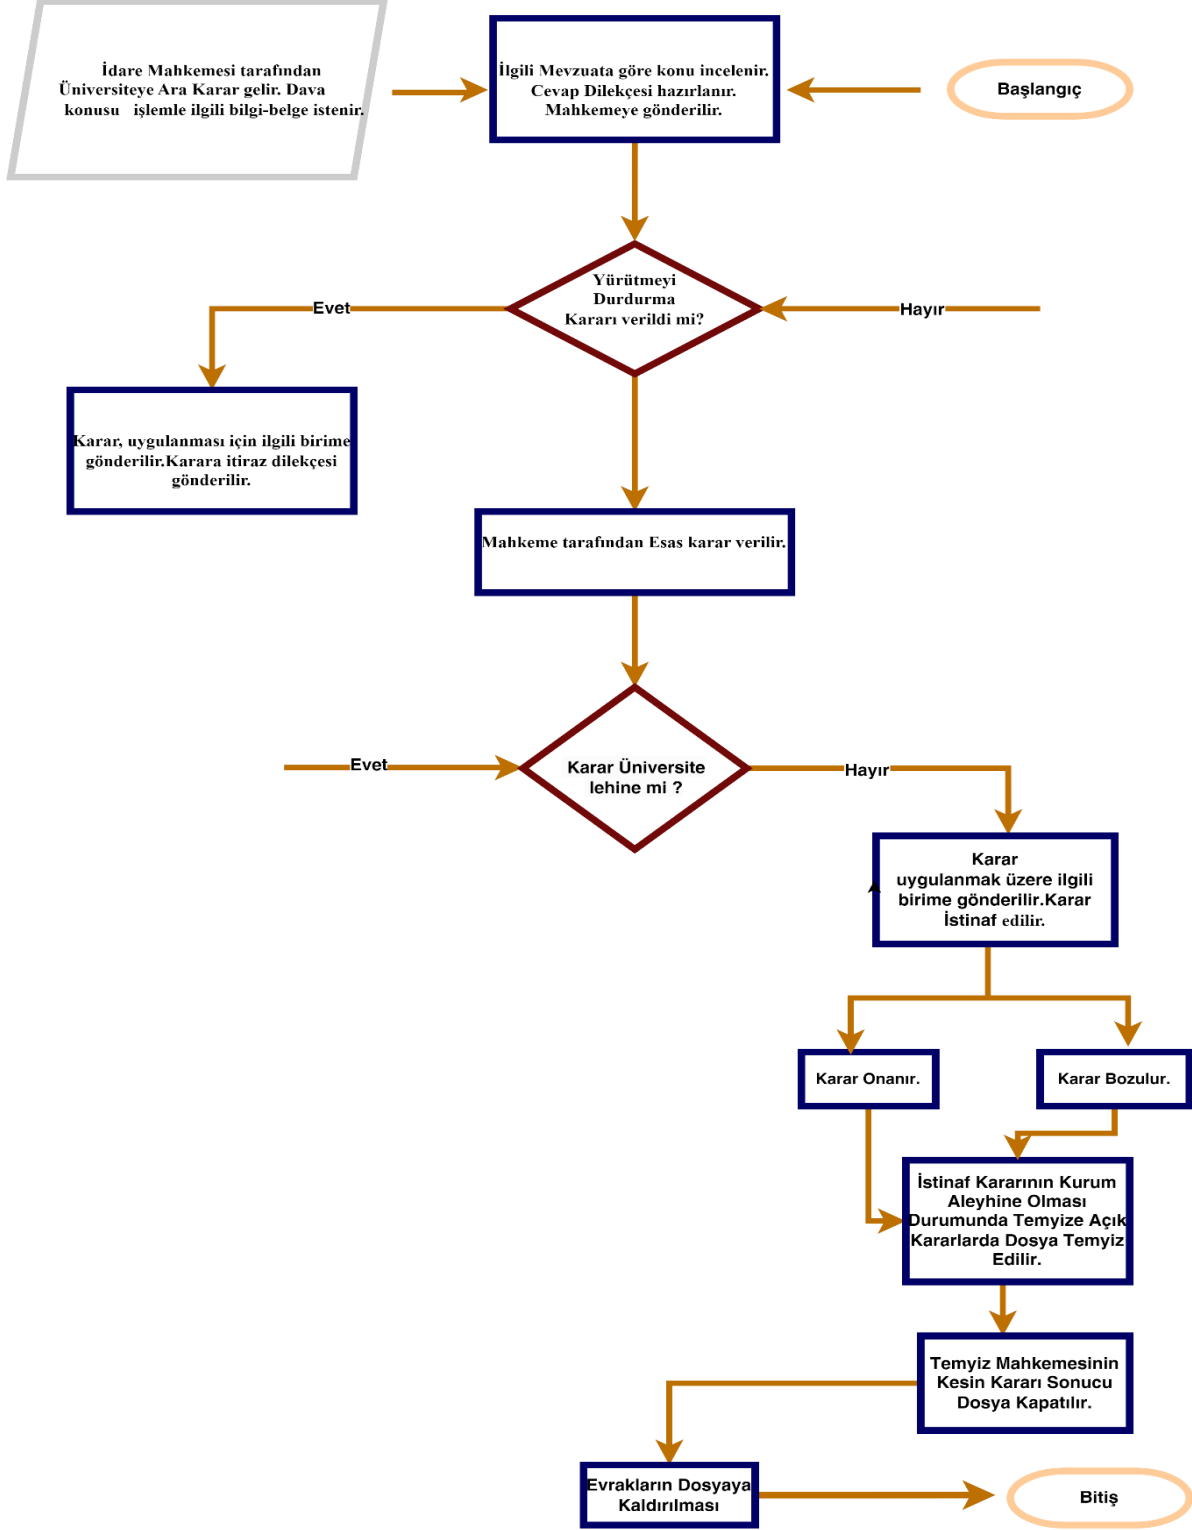 İdare Mahkemesi tarafından
Üniversiteye Ara Karar gelir. Dava
konusu işlemle ilgili bilgi-belge istenir.
İlgili Mevzuata göre konu incelenir.
Cevap Dilekçesi hazırlanır.
Mahkemeye gönderilir.
Başlangıç
Yürütmeyi
Durdurma
Kararı verildi mi?
Evet
Hayır
Karar, uygulanması için ilgili birime
gönderilir.Karara itiraz dilekçesi
gönderilir.
Mahkeme tarafından Esas karar verilir.
Evet
Karar Üniversite
lehine mi ?
Hayır
Karar
uygulanmak üzere ilgili
birime gönderilir.Karar
İstinaf edilir.
Karar Onanır.
Karar Bozulur.
İstinaf Kararının Kurum
Aleyhine Olması
Durumunda Temyize Açık
Kararlarda Dosya Temyiz
Edilir.
Temyiz Mahkemesinin
Kesin Kararı Sonucu
Dosya Kapatılır.
Evrakların Dosyaya
Kaldırılması
Bitiş